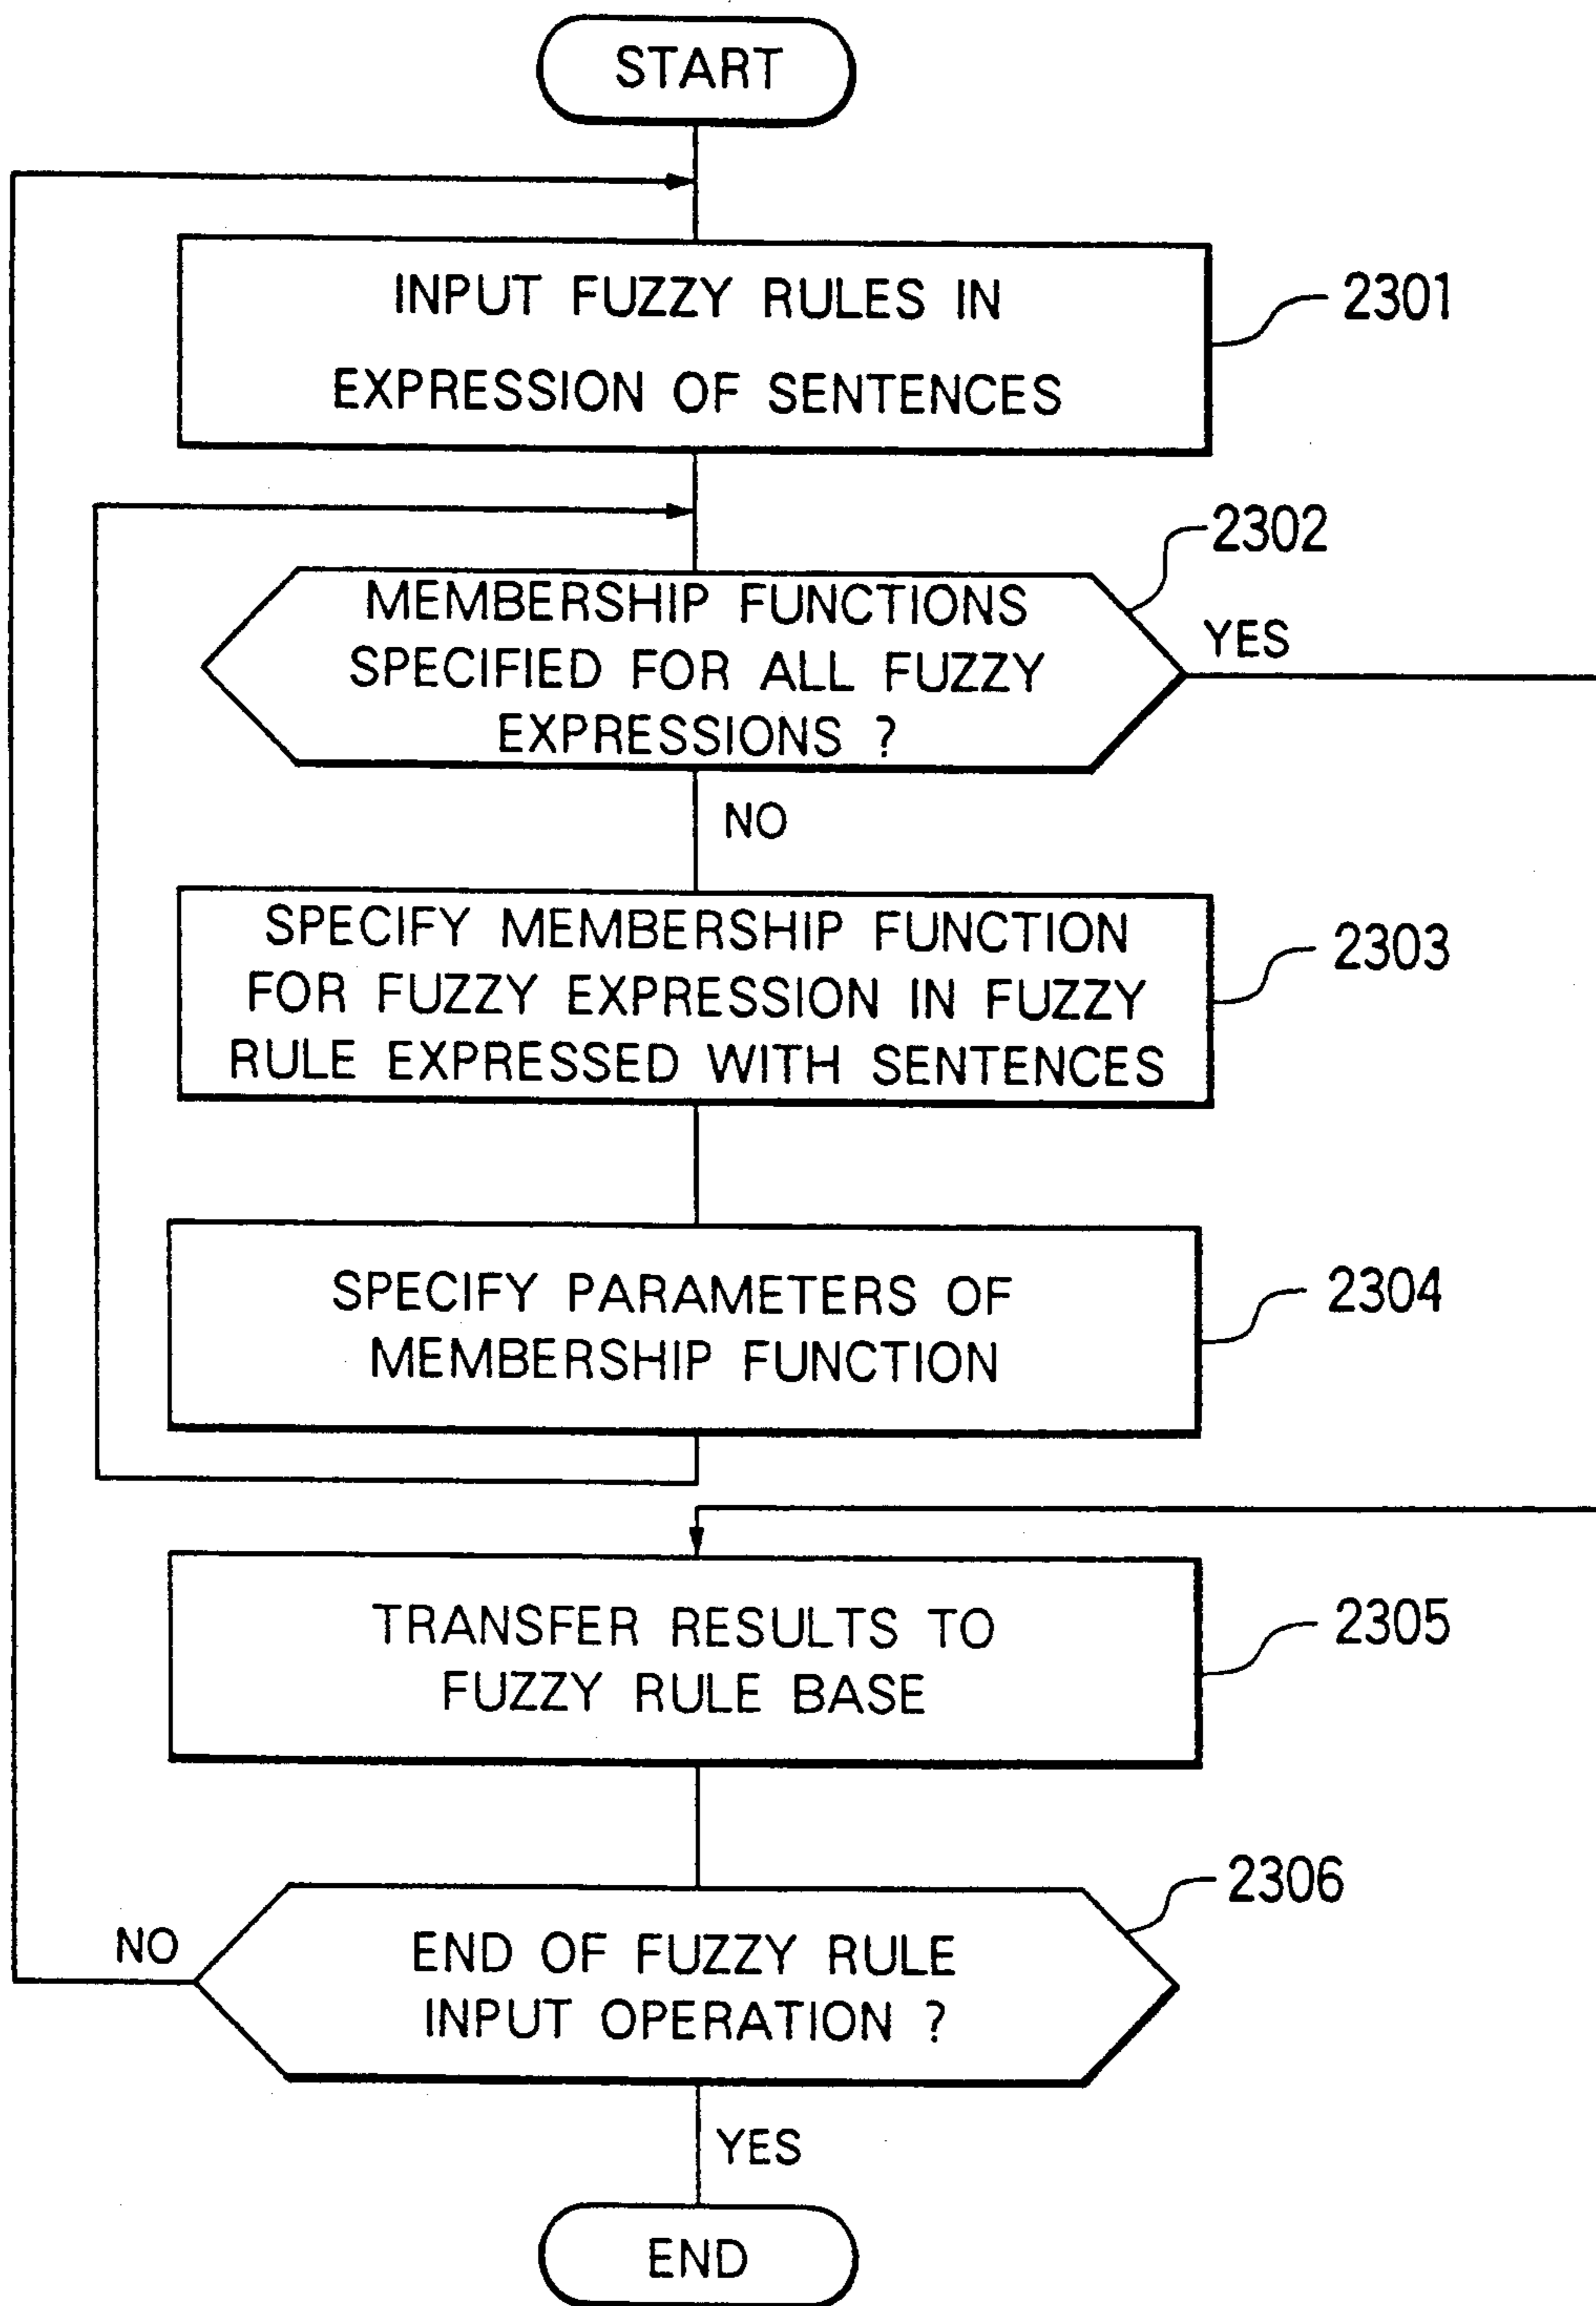 START
INPUT FUZZY RULES IN
EXPRESSION OF SENTENCES
2301
2302
MEMBERSHIP FUNCTIONS
SPECIFIED FOR ALL FUZZY
EXPRESSIONS ?
YES
NO
SPECIFY MEMBERSHIP FUNCTION
FOR FUZZY EXPRESSION IN FUZZY
RULE EXPRESSED WITH SENTENCES
2303
SPECIFY PARAMETERS OF
MEMBERSHIP FUNCTION
2304
TRANSFER RESULTS TO
FUZZY RULE BASE
2305
2306
NO
END OF FUZZY RULE
INPUT OPERATION ?
YES
END